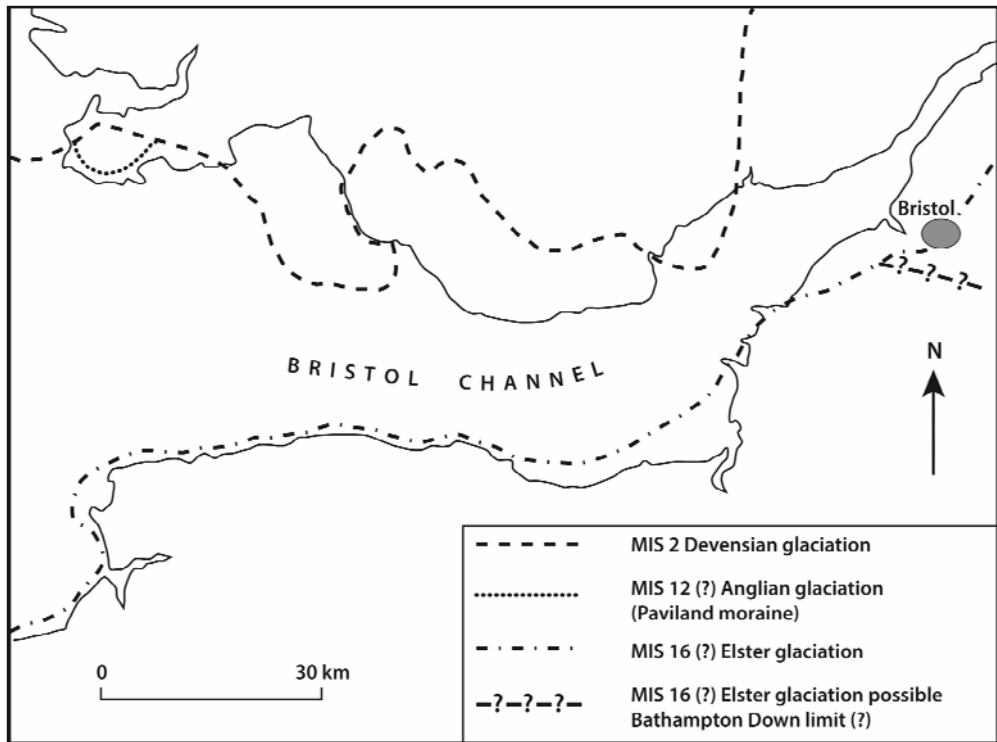 Bristol.
? ? ?
BRISTOL CHANNEL
N
MIS 2 Devensian glaciation
MIS 12 (?) Anglian glaciation
(Paviland moraine)
MIS 16 (?) Elster glaciation
?–?–?
MIS 16 (?) Elster glaciation possible
Bathampton Down limit (?)
0 30 km